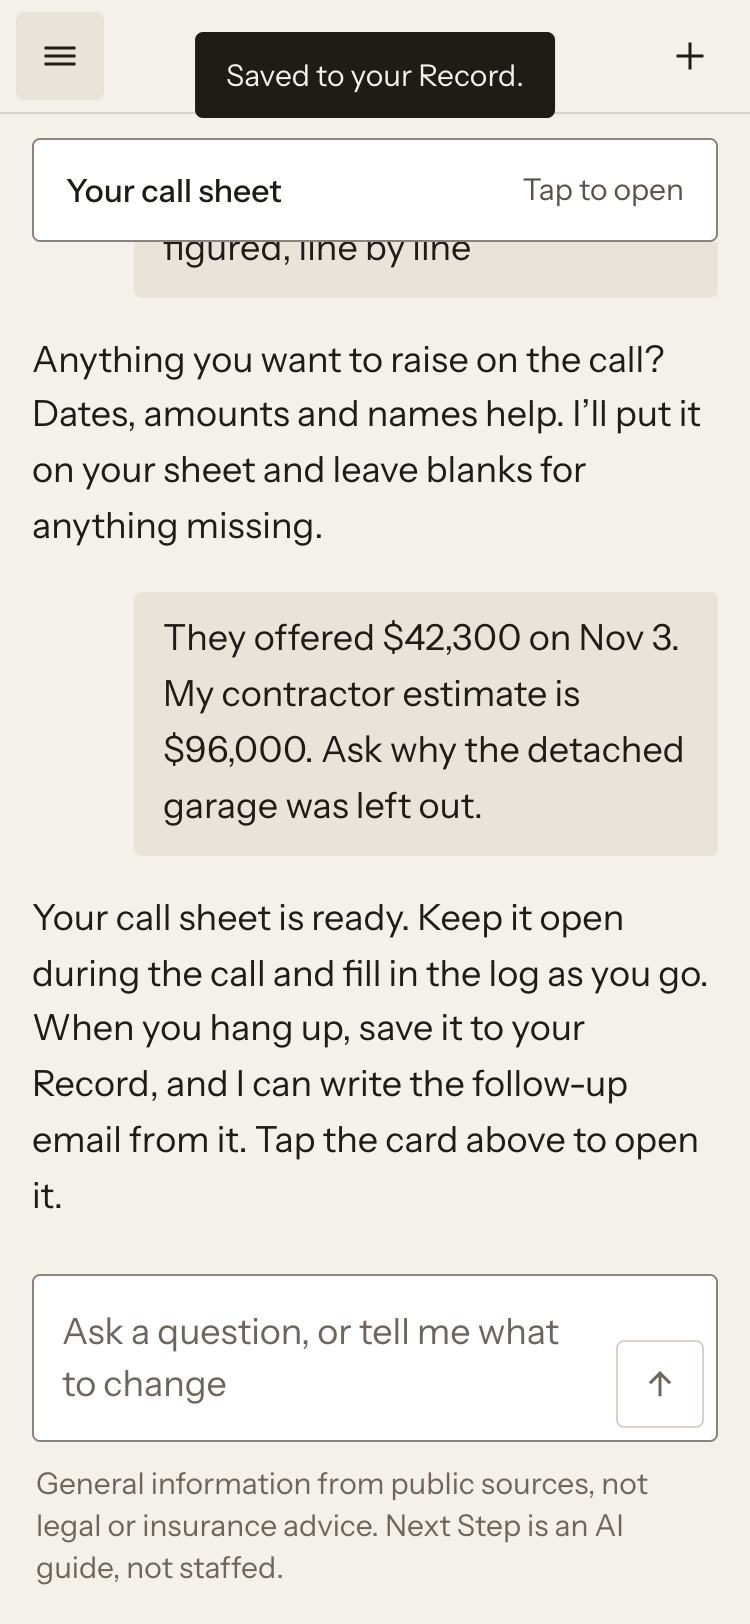 Saved to your Record.
Your call sheet
Tap to open
figured, line by line
Anything you want to raise on the call?
Dates, amounts and names help. I’ll put it
on your sheet and leave blanks for
anything missing.
They offered $42,300 on Nov 3.
My contractor estimate is
$96,000. Ask why the detached
garage was left out.
Your call sheet is ready. Keep it open
during the call and fill in the log as you go.
When you hang up, save it to your
Record, and I can write the follow-up
email from it. Tap the card above to open
it.
Ask a question, or tell me what
to change
General information from public sources, not
legal or insurance advice. Next Step is an AI
guide, not staffed.